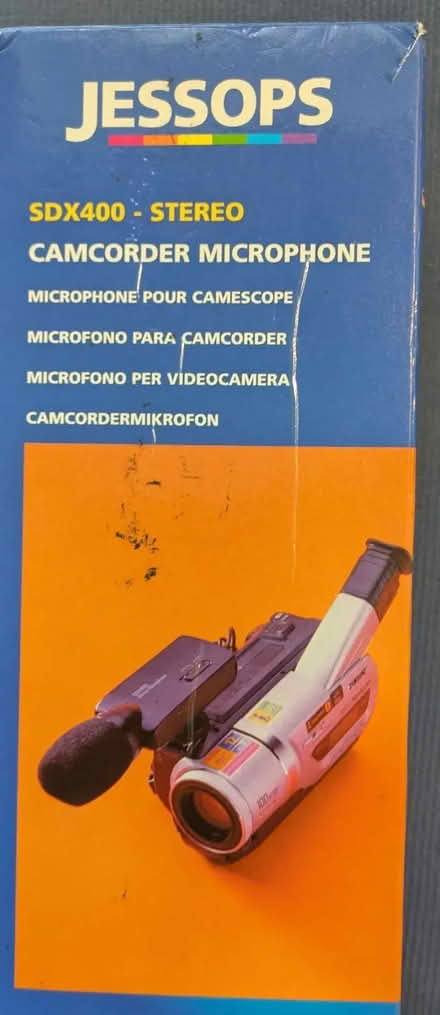 JESSOPS
SDX400 - STEREO
CAMCORDER MICROPHONE
MICROPHONE POUR CAMESCOPE
MICROFONO PARA CAMCORDER
MICROFONO PER VIDEOCAMERA
CAMCORDERMIKROFON